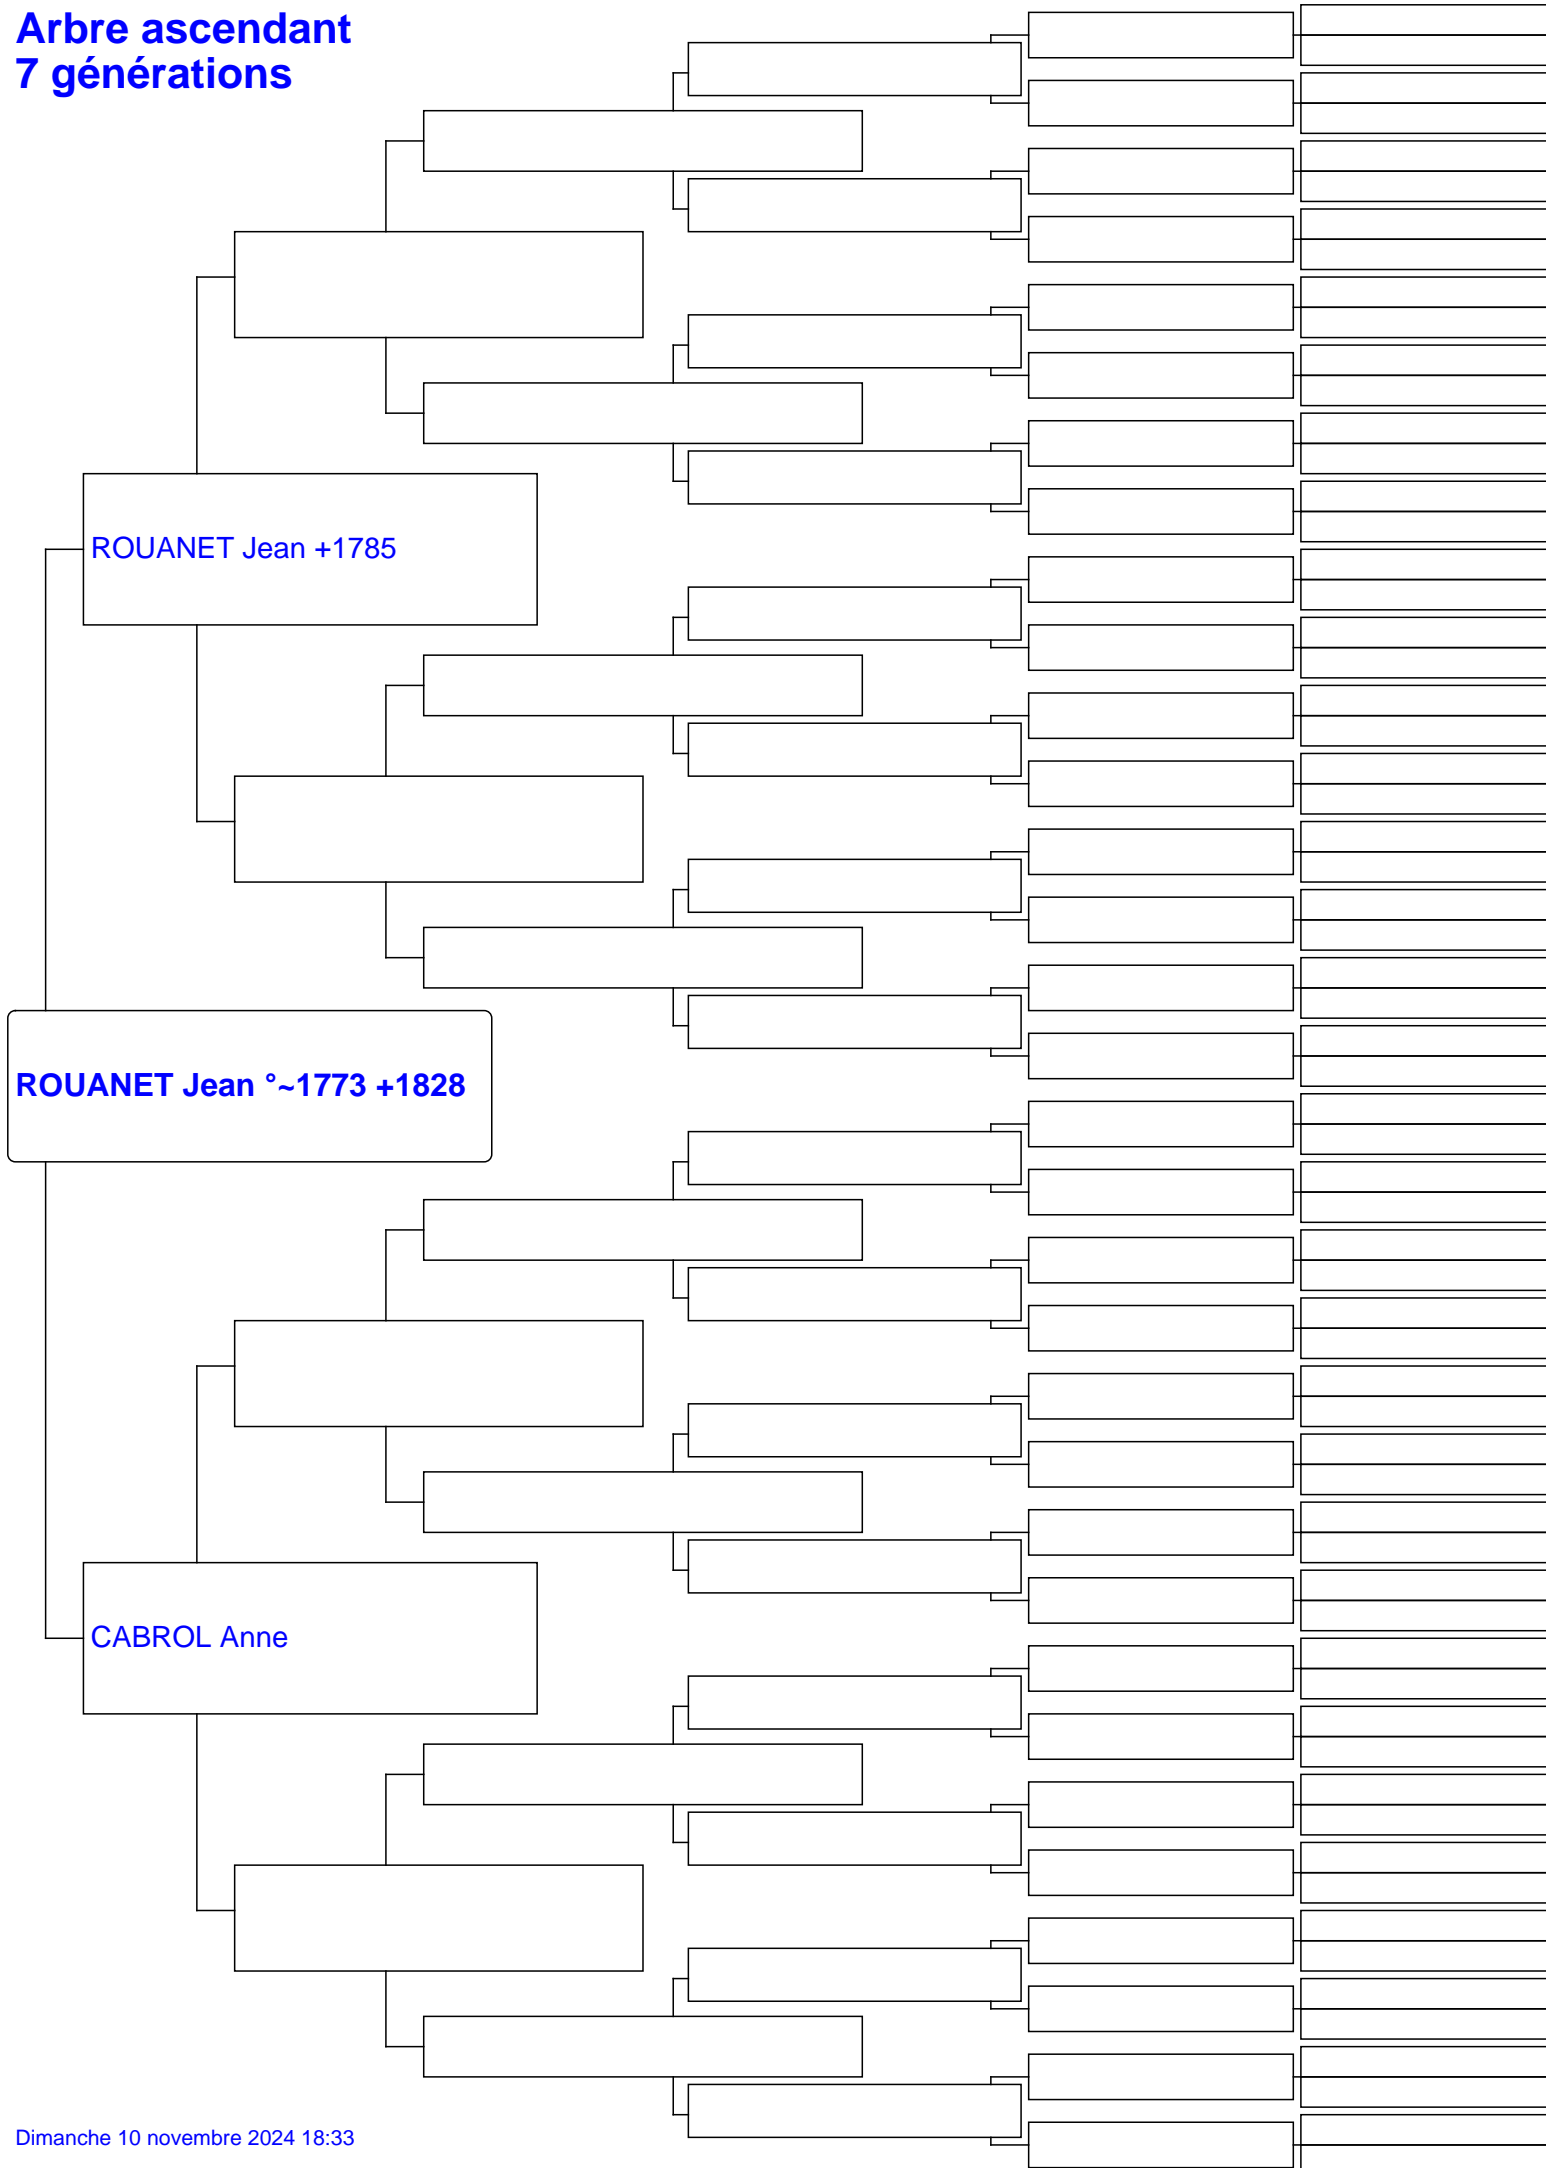 Arbre ascendant
7 générations
ROUANET Jean +1785
ROUANET Jean °~1773 +1828
CABROL Anne
Dimanche 10 novembre 2024 18:33